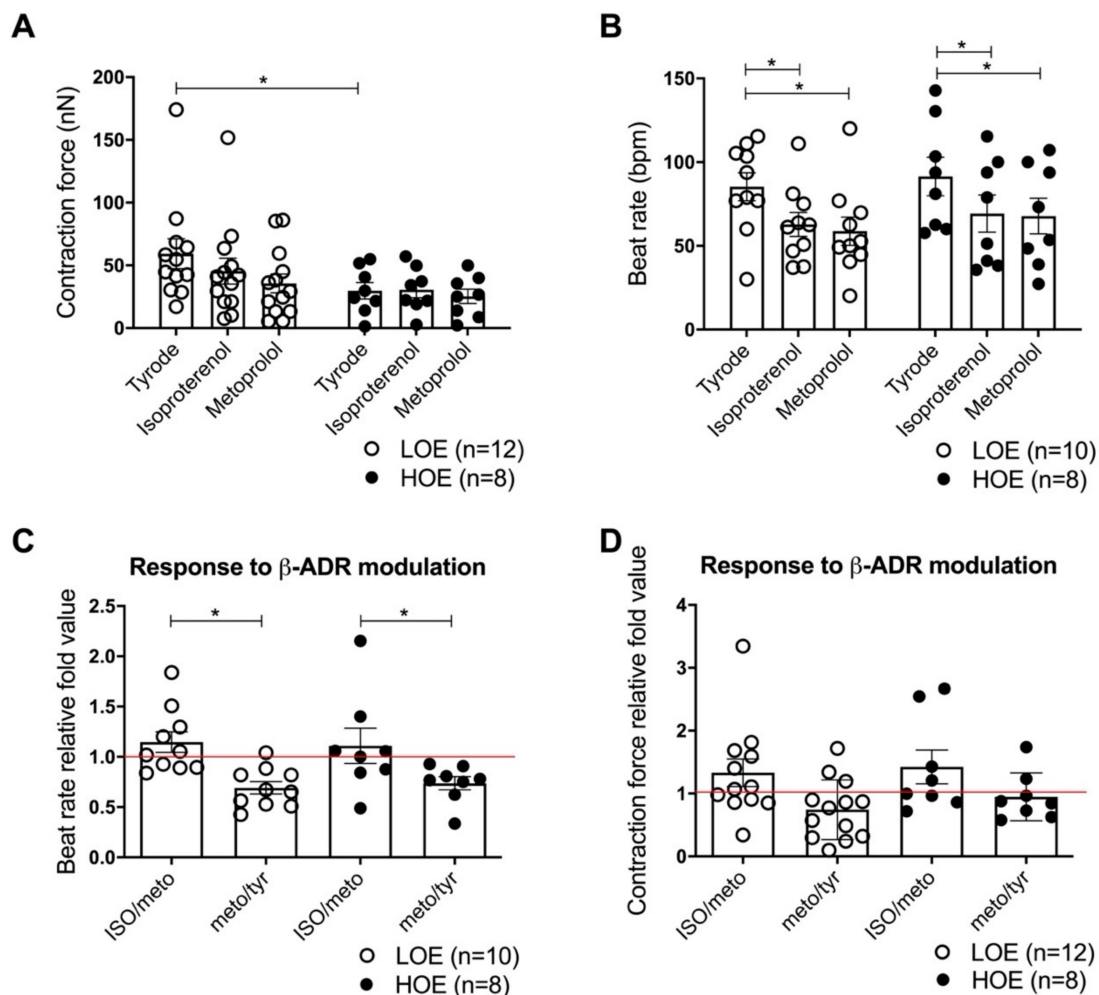 A
Contraction force (nN)
200
150
100
50
0
*
Tyrode
Isoproterenol
Metoprolol
Tyrode
Isoproterenol
Metoprolol
LOE (n=12)
HOE (n=8)
B
Beat rate (bpm)
150
100
50
0
*
*
*
*
Tyrode
Isoproterenol
Metoprolol
Tyrode
Isoproterenol
Metoprolol
LOE (n=10)
HOE (n=8)
C
Response to β-ADR modulation
Beat rate relative fold value
2.5
2.0
1.5
1.0
0.5
0.0
*
*
ISO/meto
meto/tyr
ISO/meto
meto/tyr
LOE (n=10)
HOE (n=8)
D
Response to β-ADR modulation
Contraction force relative fold value
4
3
2
1
0
ISO/meto
meto/tyr
ISO/meto
meto/tyr
LOE (n=12)
HOE (n=8)